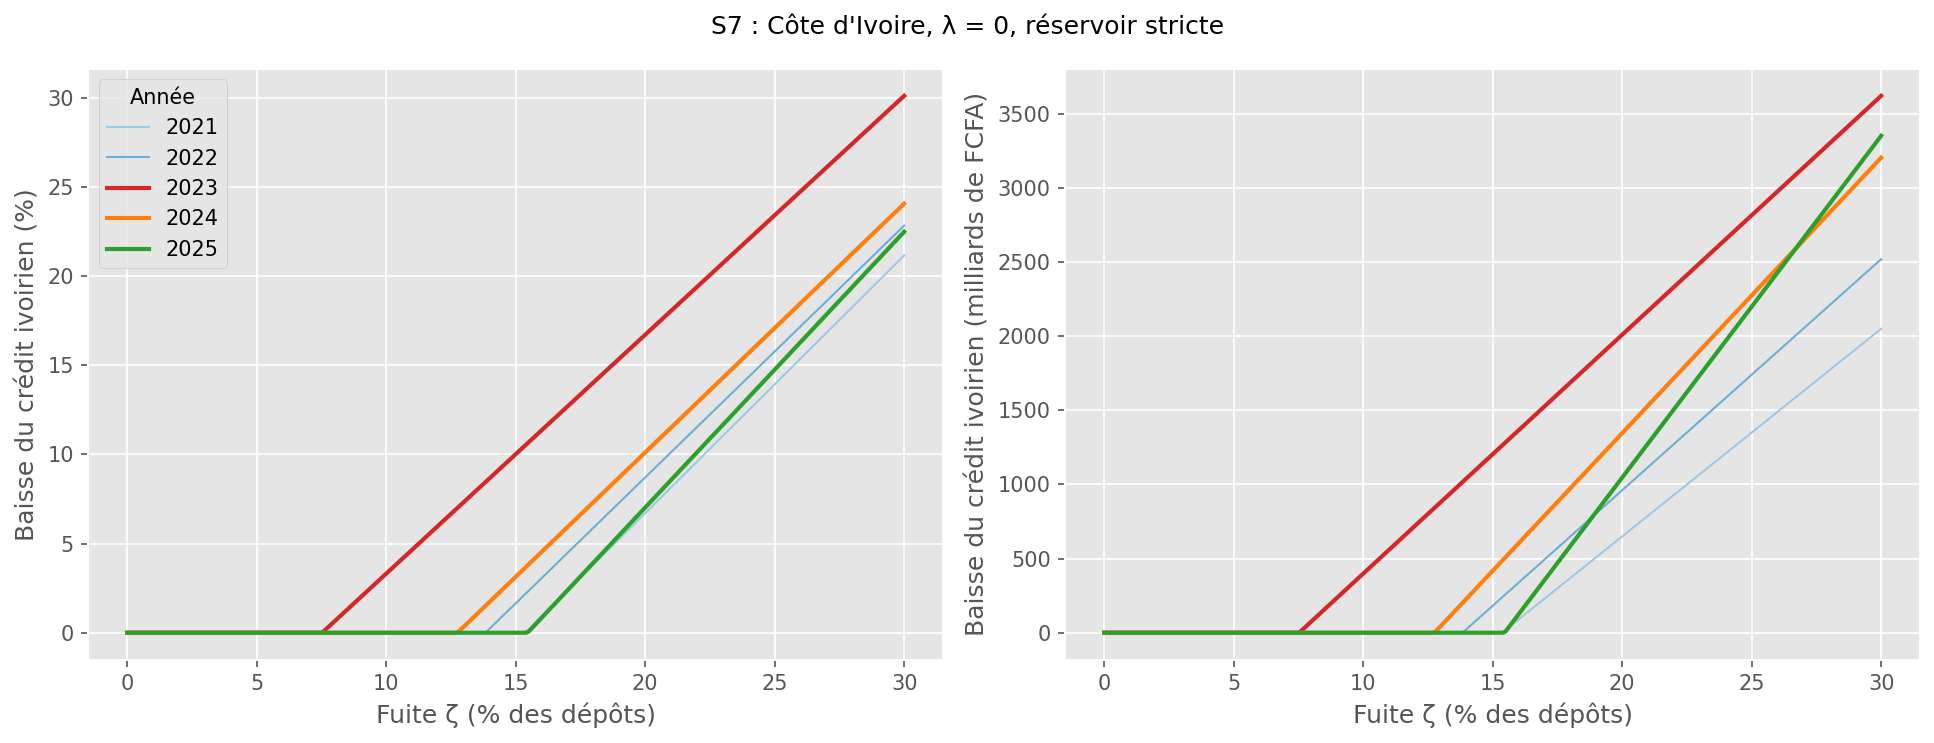 S7 : Côte d'Ivoire, λ = 0, réservoir stricte
Baisse du crédit ivoirien (%)
30
25
20
15
10
5
0
Année
2021
2022
2023
2024
2025
0 5 10 15 20 25 30
Fuite ζ (% des dépôts)
Baisse du crédit ivoirien (milliards de FCFA)
3500
3000
2500
2000
1500
1000
500
0
0 5 10 15 20 25 30
Fuite ζ (% des dépôts)